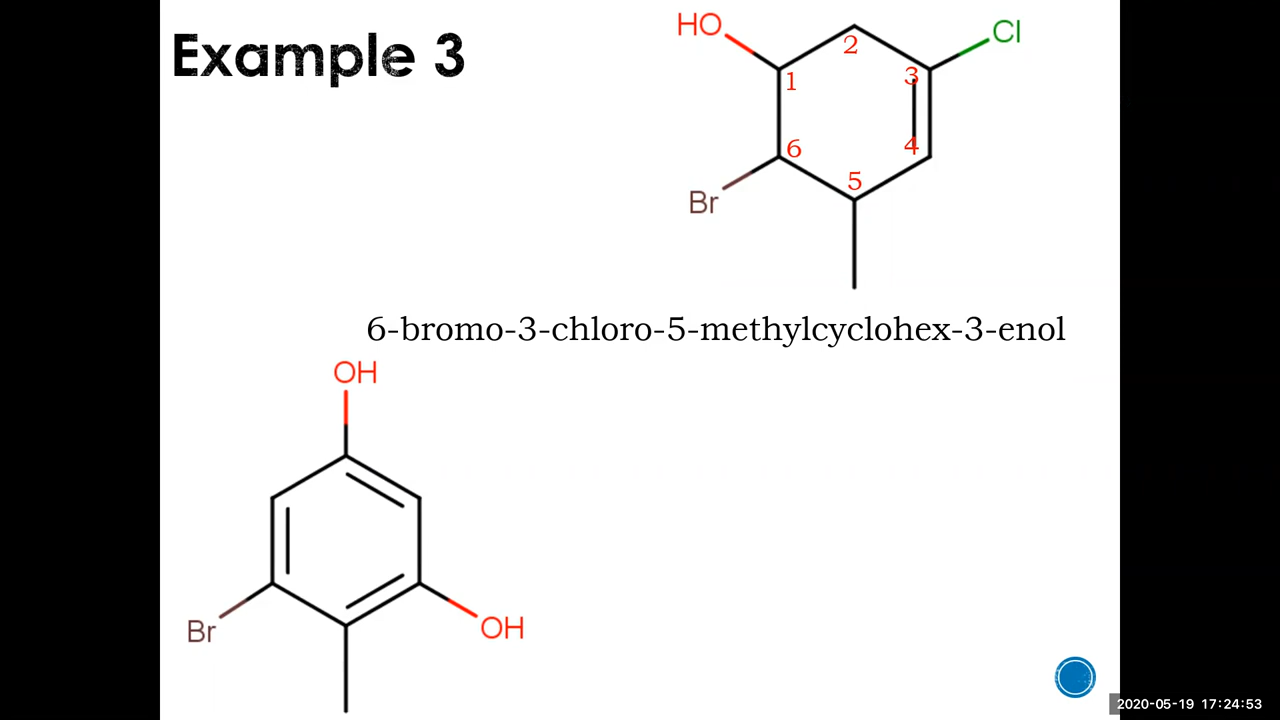 Example 3
HO
Cl
2
3
1
4
6
5
Br
6-bromo-3-chloro-5-methylcyclohex-3-enol
OH
Br
OH
2020-05-19 17:24:53